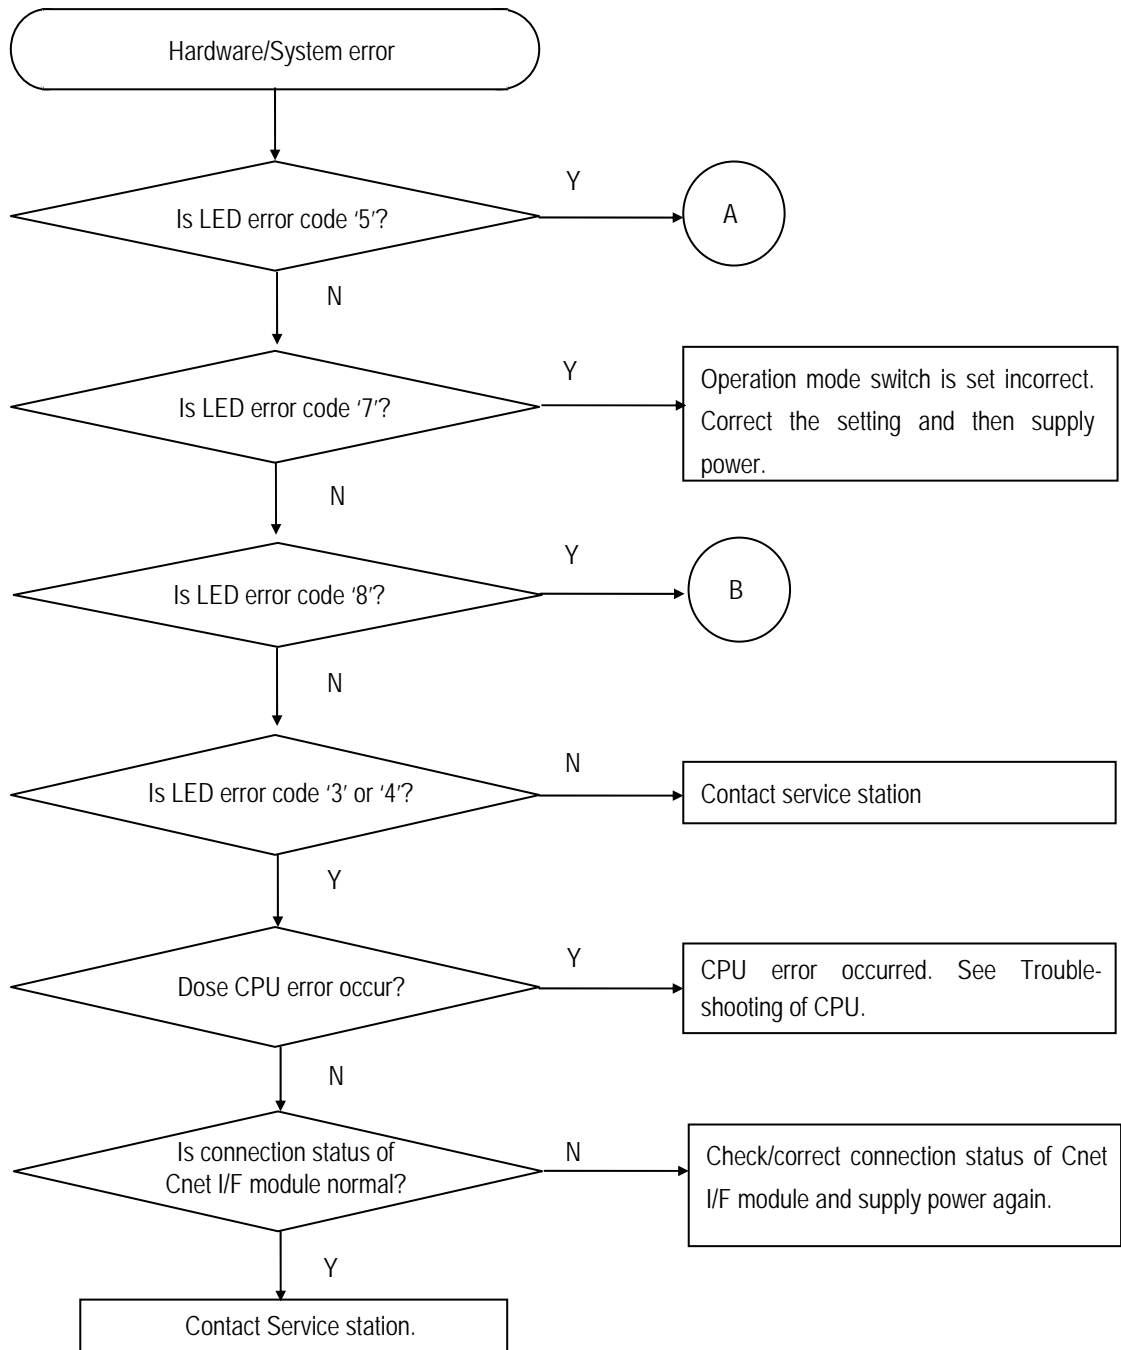 Hardware/System error
Is LED error code ‘5’?
Y
A
N
Is LED error code ‘7’?
Y
Operation mode switch is set incorrect.
Correct the setting and then supply
power.
N
Is LED error code ‘8’?
Y
B
N
Is LED error code ‘3’ or ‘4’?
N
Contact service station
Y
Dose CPU error occur?
Y
CPU error occurred. See Trouble-
shooting of CPU.
N
Is connection status of
Cnet I/F module normal?
N
Check/correct connection status of Cnet
I/F module and supply power again.
Y
Contact Service station.